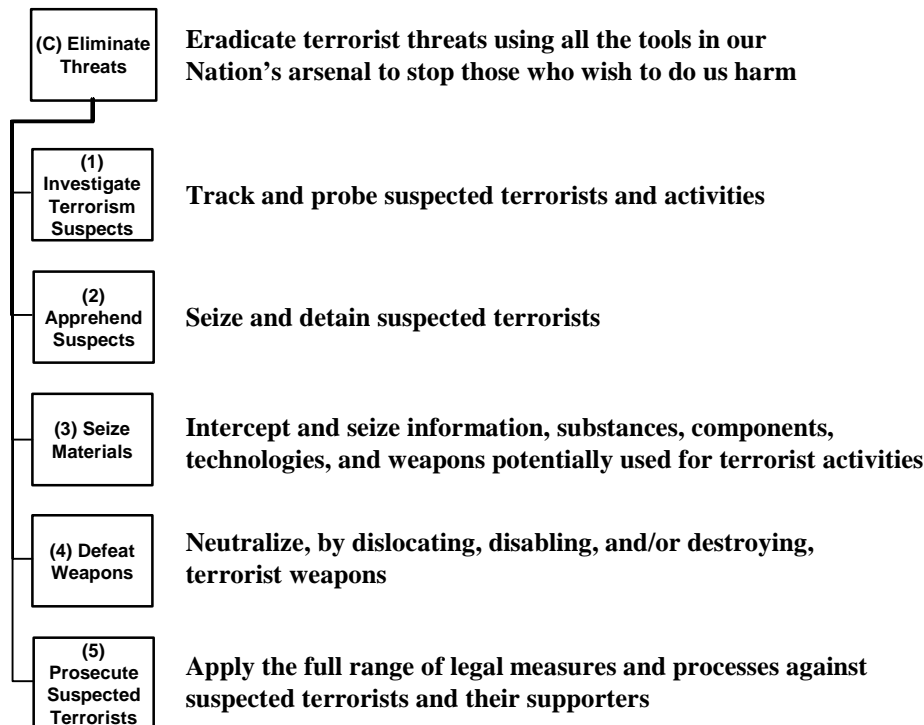 (C) Eliminate
Threats
Eradicate terrorist threats using all the tools in our
Nation's arsenal to stop those who wish to do us harm
(1)
Investigate
Terrorism
Suspects
Track and probe suspected terrorists and activities
(2)
Apprehend
Suspects
Seize and detain suspected terrorists
(3) Seize
Materials
Intercept and seize information, substances, components,
technologies, and weapons potentially used for terrorist activities
(4) Defeat
Weapons
Neutralize, by dislocating, disabling, and/or destroying,
terrorist weapons
(5)
Prosecute
Suspected
Terrorists
Apply the full range of legal measures and processes against
suspected terrorists and their supporters